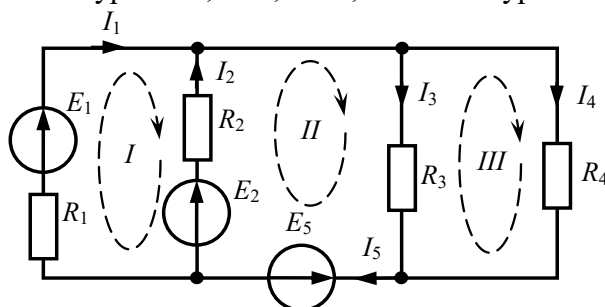 I₁
I₂
I₃
I₄
E₁
R₂
I
II
III
R₃
R₄
R₁
E₂
E₅
I₅